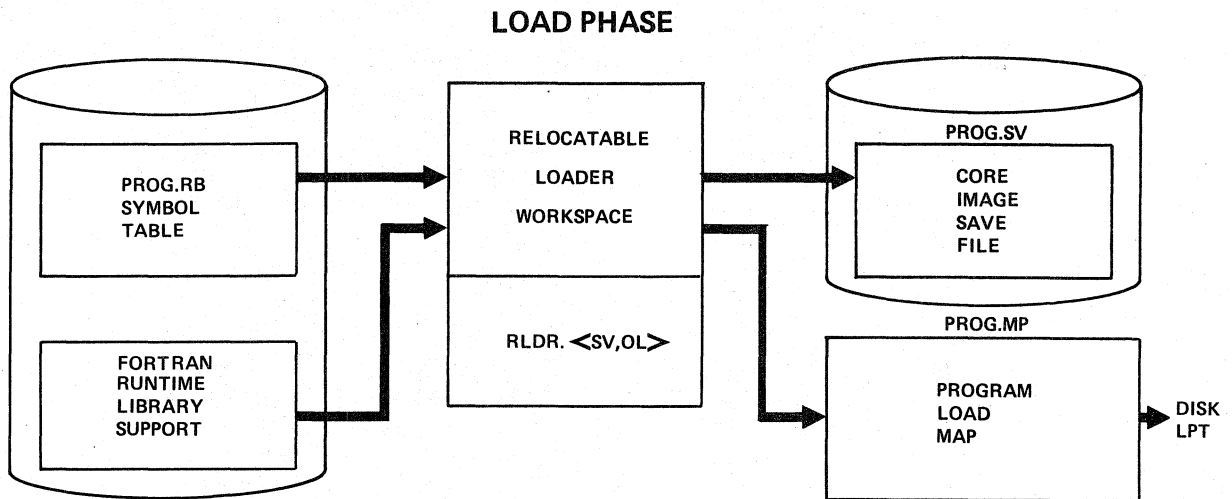 LOAD PHASE
PROG.RB
SYMBOL
TABLE
FORTRAN
RUNTIME
LIBRARY
SUPPORT
RELOCATABLE
LOADER
WORKSPACE
RLDR. <SV,OL>
PROG.SV
CORE
IMAGE
SAVE
FILE
PROG.MP
PROGRAM
LOAD
MAP
DISK
LPT